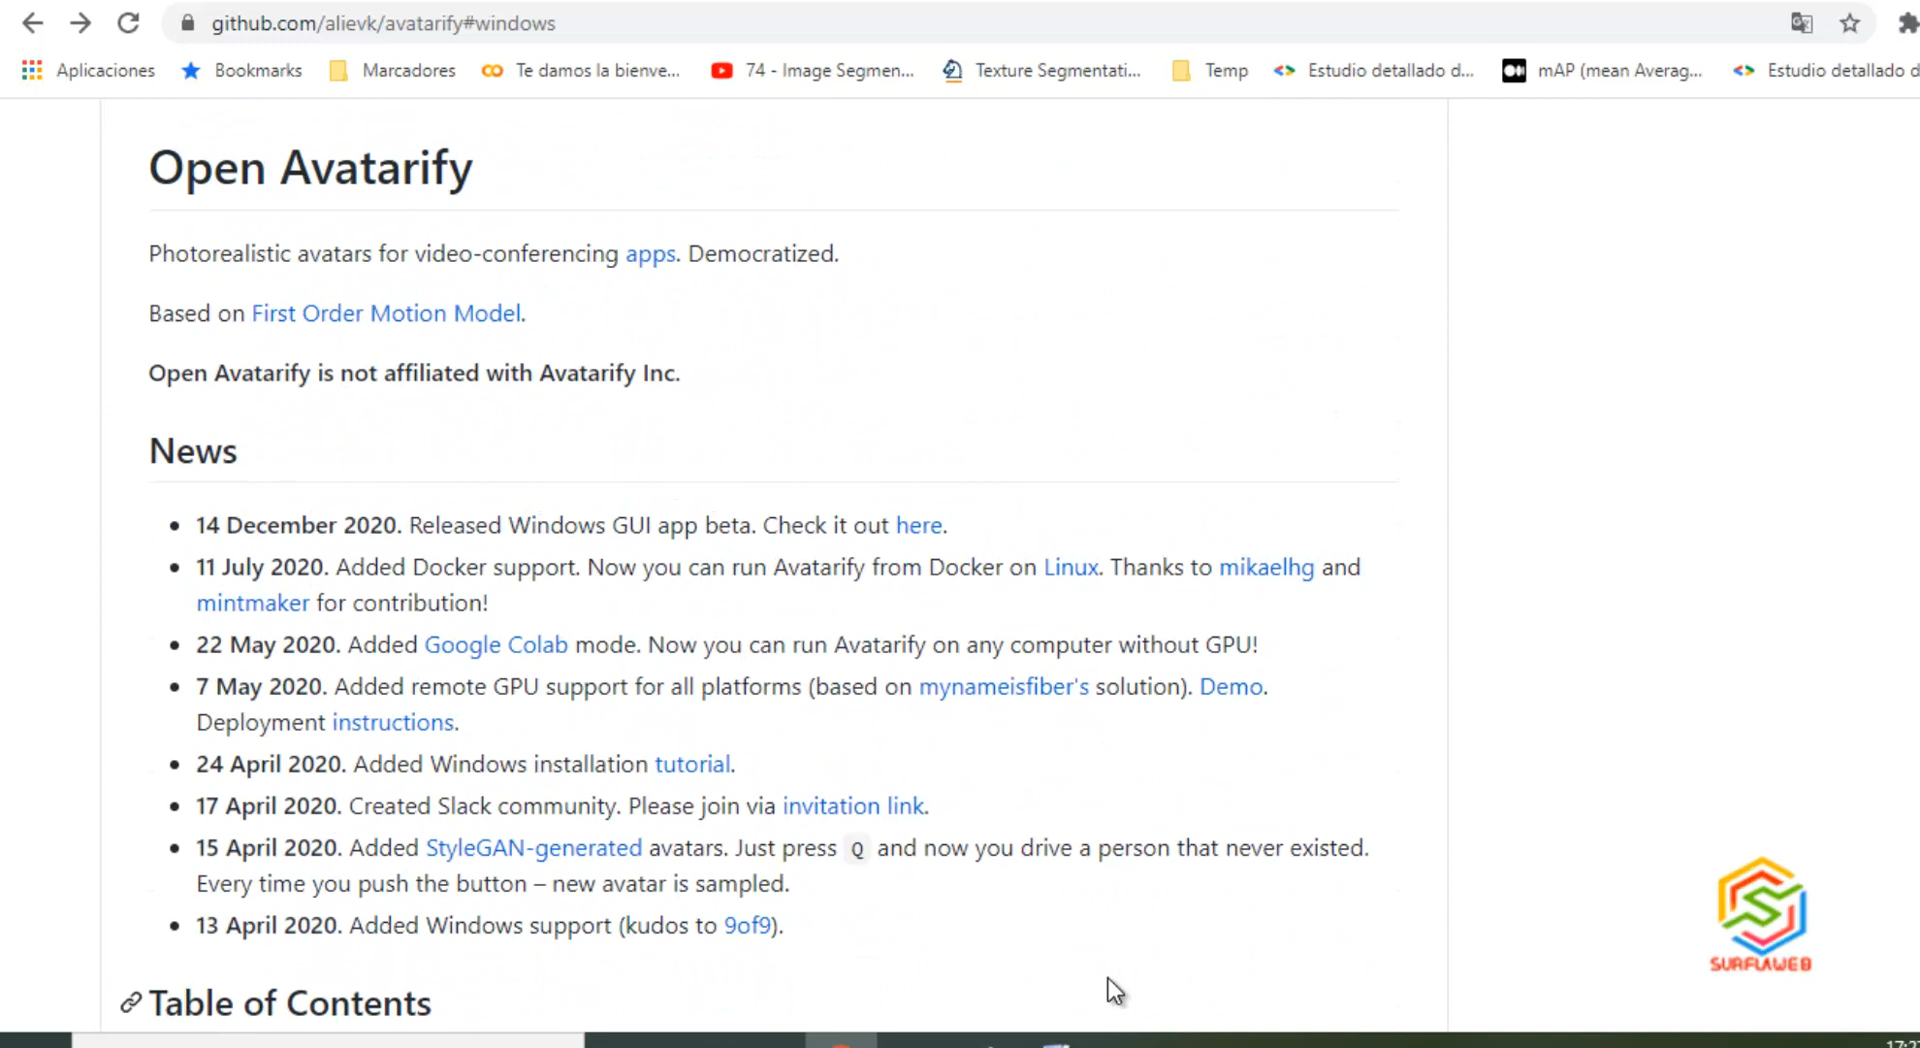 github.com/alievk/avatarify#windows
Aplicaciones Bookmarks Marcadores Te damos la bienve... 74 - Image Segmen... Texture Segmentati... Temp Estudio detallado d... mAP (mean Averag... Estudio detallado d
Open Avatarify
Photorealistic avatars for video-conferencing apps. Democratized.
Based on First Order Motion Model.
Open Avatarify is not affiliated with Avatarify Inc.
News
14 December 2020. Released Windows GUI app beta. Check it out here.
11 July 2020. Added Docker support. Now you can run Avatarify from Docker on Linux. Thanks to mikaelhg and
mintmaker for contribution!
22 May 2020. Added Google Colab mode. Now you can run Avatarify on any computer without GPU!
7 May 2020. Added remote GPU support for all platforms (based on mynameisfiber's solution). Demo.
Deployment instructions.
24 April 2020. Added Windows installation tutorial.
17 April 2020. Created Slack community. Please join via invitation link.
15 April 2020. Added StyleGAN-generated avatars. Just press Q and now you drive a person that never existed.
Every time you push the button – new avatar is sampled.
13 April 2020. Added Windows support (kudos to 9of9).
SURFLAWEB
Table of Contents